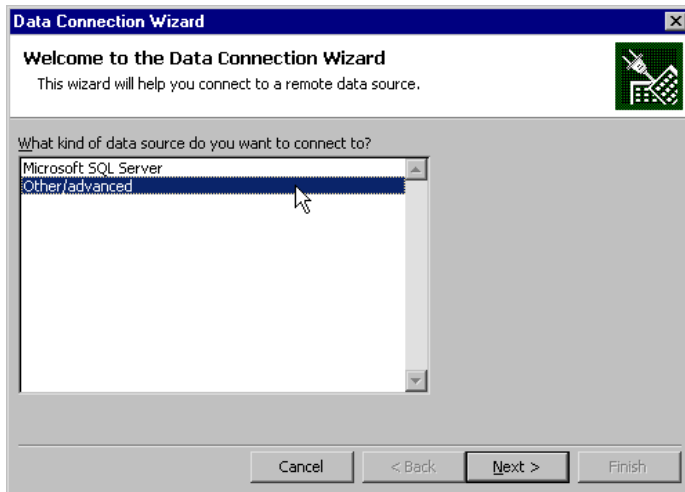 Data Connection Wizard
Welcome to the Data Connection Wizard
This wizard will help you connect to a remote data source.
What kind of data source do you want to connect to?
Microsoft SQL Server
Other/advanced
Cancel
< Back
Next >
Finish